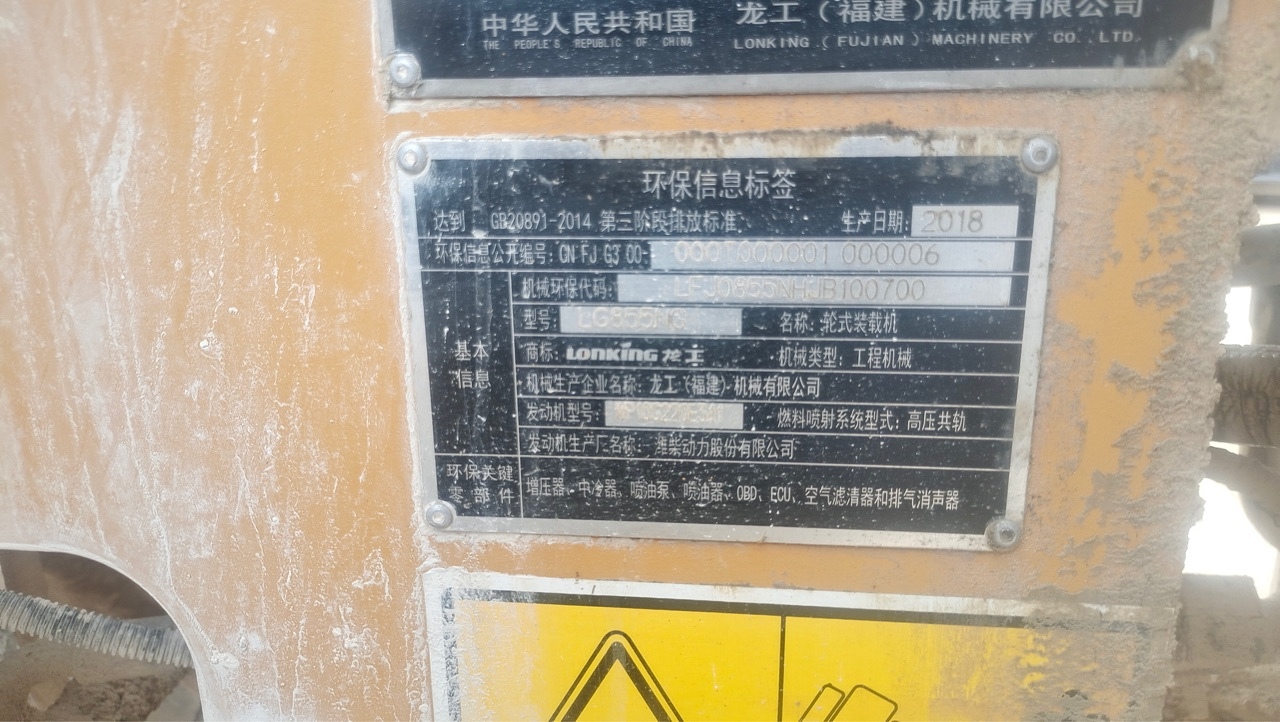 中华人民共和国 龙工（福建）机械有限公司
THE PEOPLE'S REPUBLIC OF CHINA LONKING (FUJIAN) MACHINERY CO.,LTD.
环保信息标签
达到 GB20891-2014 第三阶段排放标准 生产日期: 2018
环保信息公开编号: CN FJ G3 00- 000001 000006
机械环保代码:
型号: 名称: 轮式装载机
基本信息
商标: LONKING 龙工 机械类型: 工程机械
机械生产企业名称: 龙工（福建）机械有限公司
发动机型号: 燃料喷射系统型式: 高压共轨
发动机生产厂名称: 潍柴动力股份有限公司
环保关键零部件
增压器、中冷器、喷油泵、喷油器、OBD、ECU、空气滤清器和排气消声器